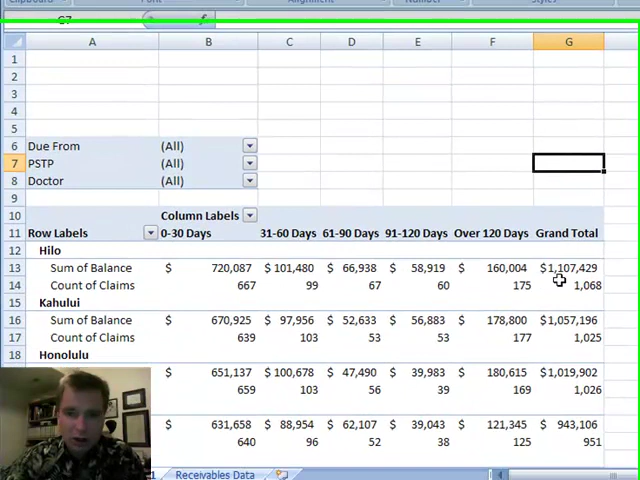 Clipboard Font Alignment Number Styles
G7
A B C D E F G
1
2
3
4
5
6 Due From (All)
7 PSTP (All)
8 Doctor (All)
9
10 Column Labels
11 Row Labels 0-30 Days 31-60 Days 61-90 Days 91-120 Days Over 120 Days Grand Total
12 Hilo
13 Sum of Balance $ 720,087 $ 101,480 $ 66,938 $ 58,919 $ 160,004 $1,107,429
14 Count of Claims 667 99 67 60 175 1,068
15 Kahului
16 Sum of Balance $ 670,925 $ 97,956 $ 52,633 $ 56,883 $ 178,800 $1,057,196
17 Count of Claims 639 103 53 53 177 1,025
18 Honolulu
$ 651,137 $ 100,678 $ 47,490 $ 39,983 $ 180,615 $1,019,902
659 103 56 39 169 1,026
$ 631,658 $ 88,954 $ 62,107 $ 39,043 $ 121,345 $ 943,106
640 96 52 38 125 951
1 Receivables Data